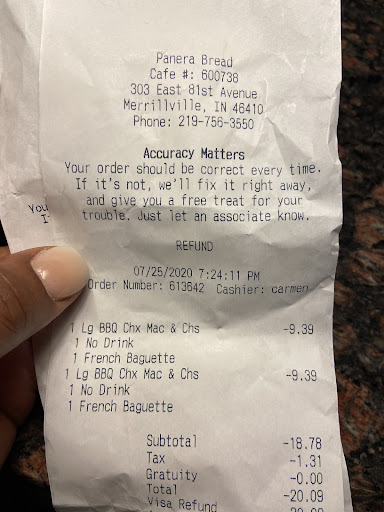 Panera Bread
Cafe #: 600738
303 East 81st Avenue
Merrillville, IN 46410
Phone: 219-756-3550
Accuracy Matters
Your order should be correct every time.
If it's not, we'll fix it right away,
and give you a free treat for your
trouble. Just let an associate know.
You
I
REFUND
07/25/2020 7:24:11 PM
Order Number: 613642 Cashier: carmen
1 Lg BBQ Chx Mac & Chs -9.39
1 No Drink
1 French Baguette
1 Lg BBQ Chx Mac & Chs -9.39
1 No Drink
1 French Baguette
Subtotal -18.78
Tax -1.31
Gratuity -0.00
Total -20.09
Visa Refund